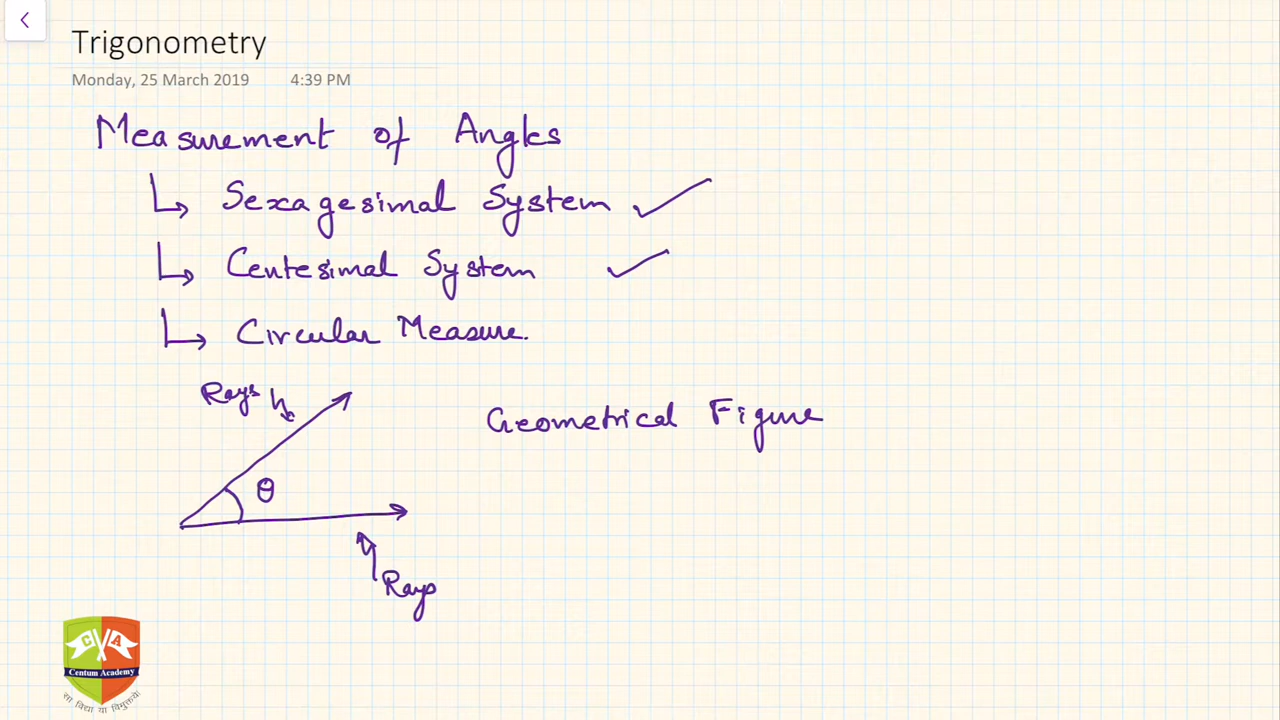 Trigonometry
Monday, 25 March 2019 4:39 PM
Measurement of Angles
Sexagesimal System
Centesimal System
Circular Measure.
Rays
Geometrical Figure
θ
Rays
C A
Centum Academy
सा विद्या या विमुक्तये